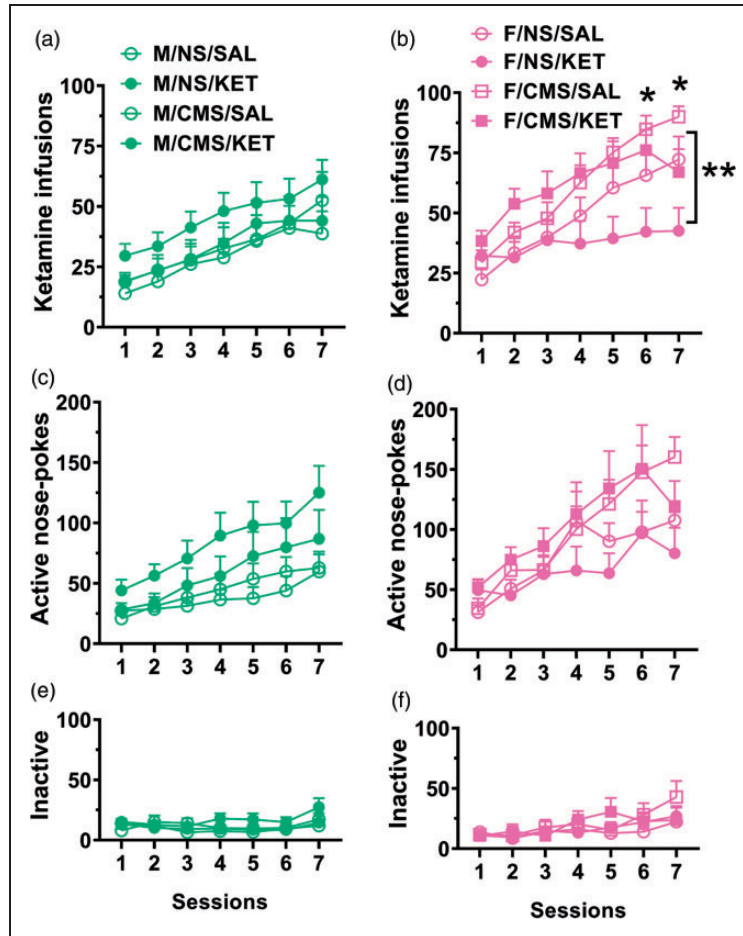 (a)
M/NS/SAL
M/NS/KET
M/CMS/SAL
M/CMS/KET
Ketamine infusions
100
75
50
25
0
1 2 3 4 5 6 7
(b)
F/NS/SAL
F/NS/KET
F/CMS/SAL
F/CMS/KET
Ketamine infusions
100
75
50
25
0
* *
**
1 2 3 4 5 6 7
(c)
Active nose-pokes
200
150
100
50
0
1 2 3 4 5 6 7
(d)
Active nose-pokes
200
150
100
50
0
1 2 3 4 5 6 7
(e)
Inactive
100
50
0
1 2 3 4 5 6 7
Sessions
(f)
Inactive
100
50
0
1 2 3 4 5 6 7
Sessions